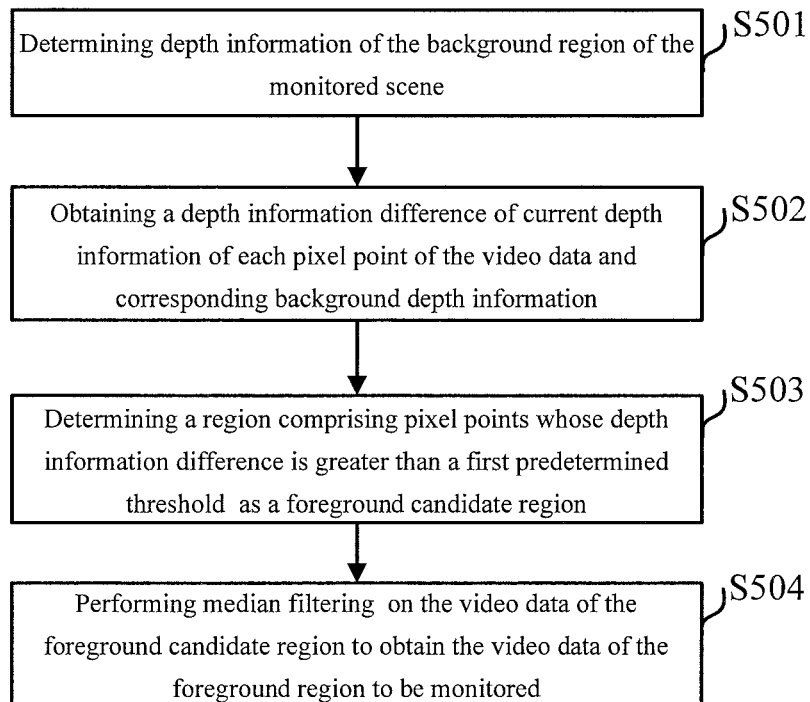 S501
Determining depth information of the background region of the
monitored scene
S502
Obtaining a depth information difference of current depth
information of each pixel point of the video data and
corresponding background depth information
S503
Determining a region comprising pixel points whose depth
information difference is greater than a first predetermined
threshold as a foreground candidate region
S504
Performing median filtering on the video data of the
foreground candidate region to obtain the video data of the
foreground region to be monitored